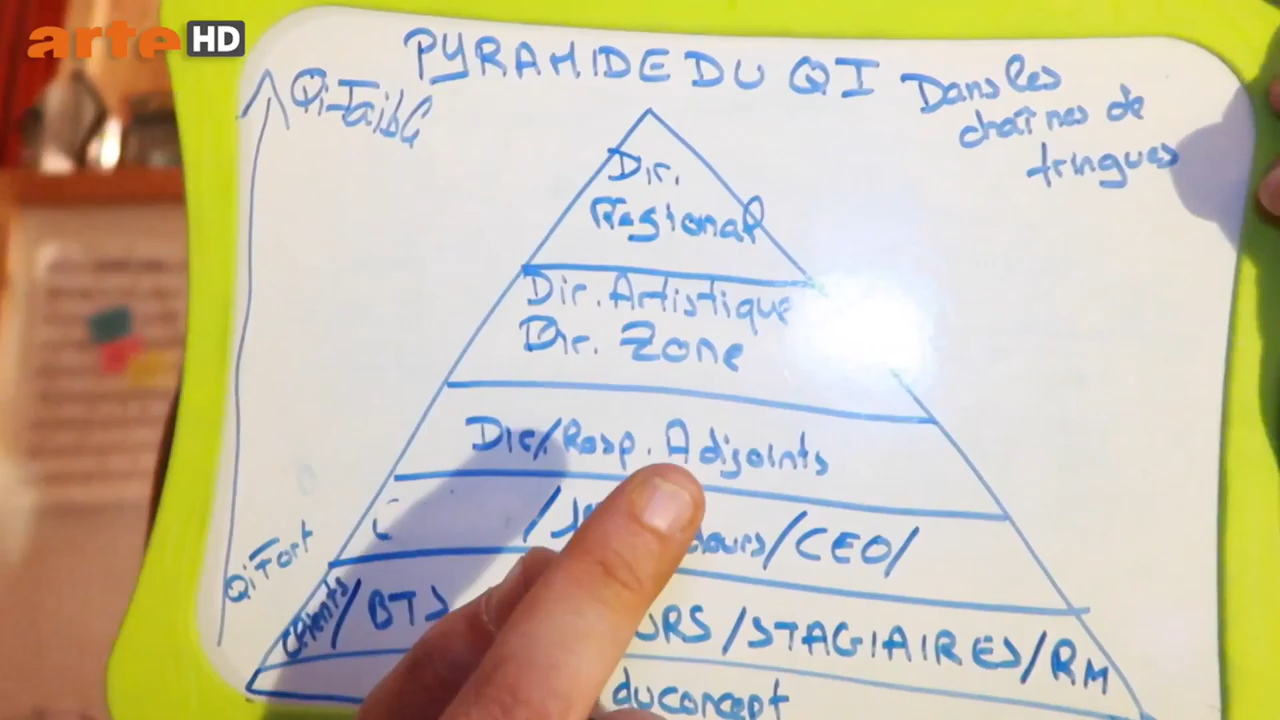 arte HD
PYRAMIDE DU QI Dans les
chaînes de
fringues
Qi-Faible
Dir.
Regional
Dir. Artistique
Dir. Zone
Dir/Resp. Adjoints
/CEO/
Qi Fort
Clients/BTS /STAGIAIRES/RM
du concept